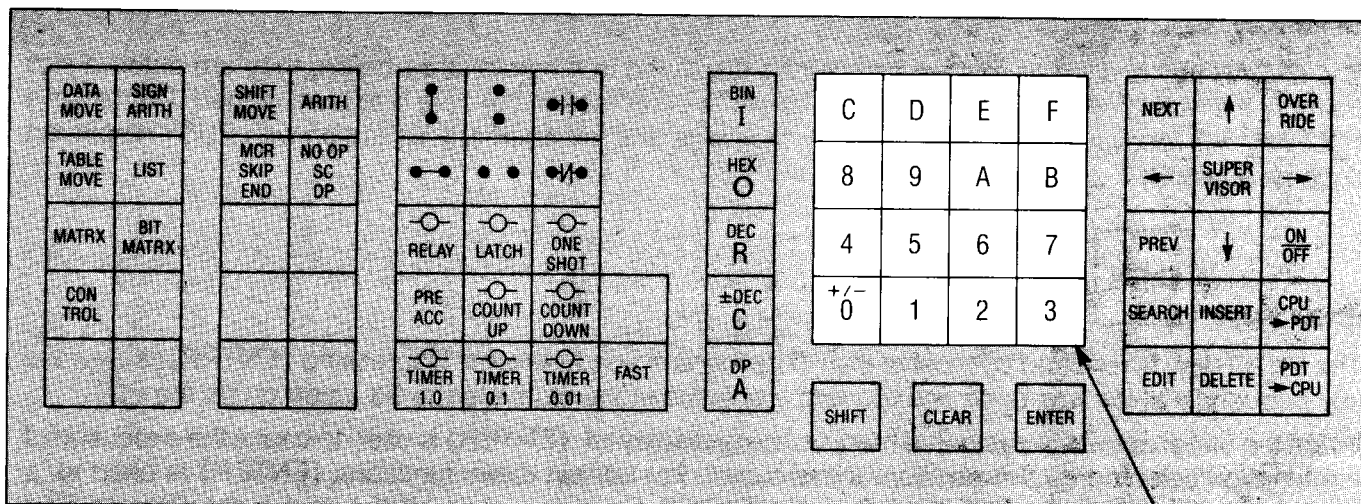 DATA
MOVE
SIGN
ARITH
TABLE
MOVE
LIST
MATRX
BIT
MATRX
CON
TROL
SHIFT
MOVE
ARITH
MCR
SKIP
END
NO OP
SC
OP
RELAY
LATCH
ONE
SHOT
PRE
ACC
COUNT
UP
COUNT
DOWN
TIMER
1.0
TIMER
0.1
TIMER
0.01
FAST
BIN
I
HEX
O
DEC
R
±DEC
C
DP
A
C
D
E
F
8
9
A
B
4
5
6
7
+/−
0
1
2
3
SHIFT
CLEAR
ENTER
NEXT
↑
OVER
RIDE
←
SUPER
VISOR
→
PREV
↓
ON
OFF
SEARCH
INSERT
CPU
→PDT
EDIT
DELETE
PDT
→CPU